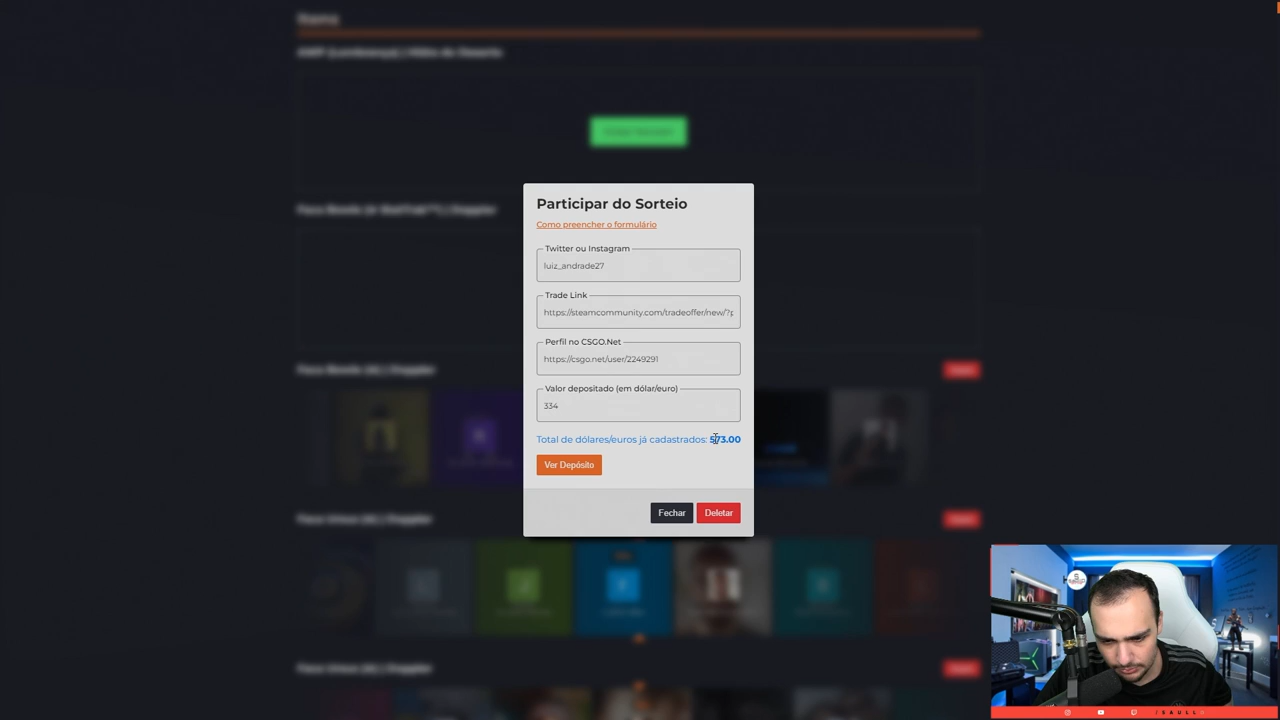 Items
Participar do Sorteio
Como preencher o formulário
Twitter ou Instagram
luiz_andrade27
Trade Link
https://steamcommunity.com/tradeoffer/new/?p
Perfil no CSGO.Net
https://csgo.net/user/2249291
Valor depositado (em dólar/euro)
334
Total de dólares/euros já cadastrados: 573.00
Ver Depósito
Fechar
Deletar
/SAULLO